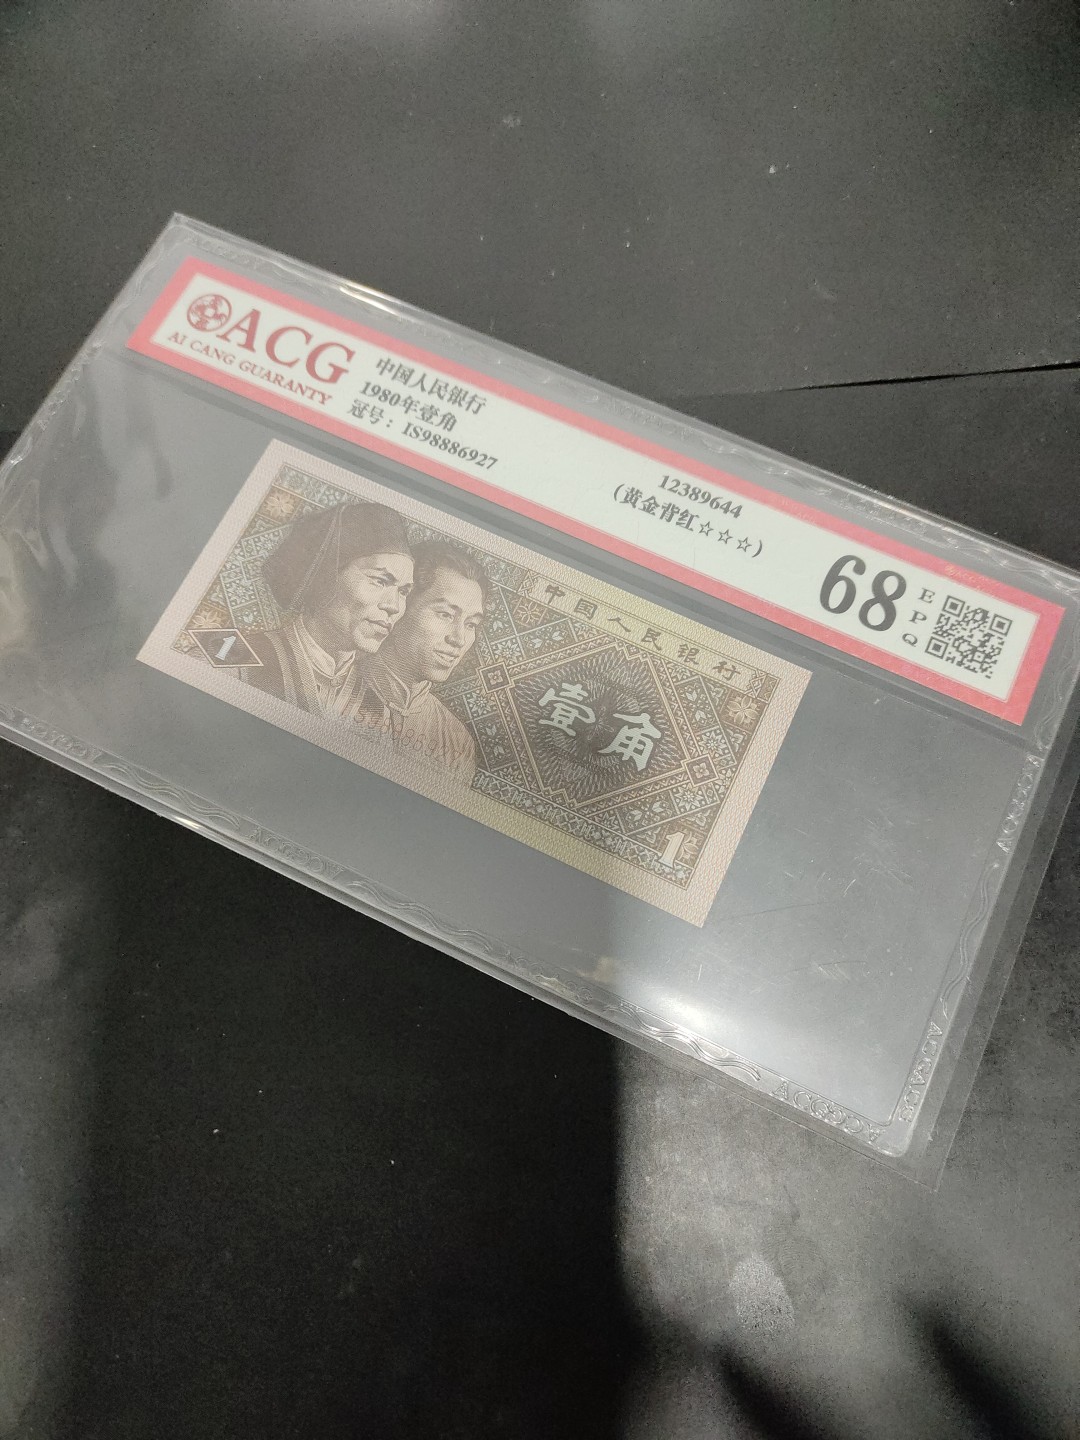 ACG
AI CANG GUARANTY
中国人民银行
1980年壹角
冠号：IS98886927
12389644
(黄金背红☆☆☆)
68
EPQ
中国人民银行
壹角
1
1